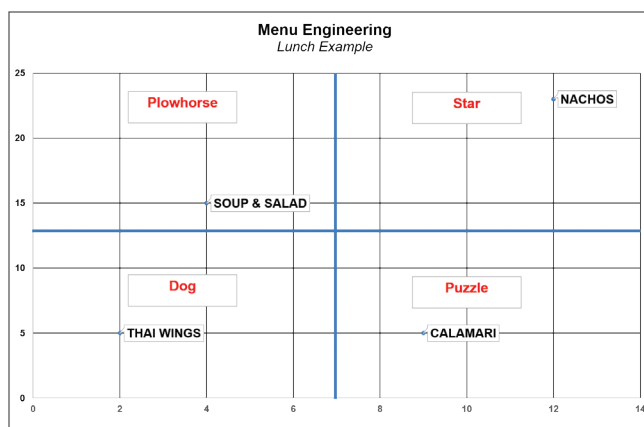 Menu Engineering
Lunch Example
25
Plowhorse
Star
NACHOS
20
15
SOUP & SALAD
10
Dog
Puzzle
5
THAI WINGS
CALAMARI
0
0 2 4 6 8 10 12 14